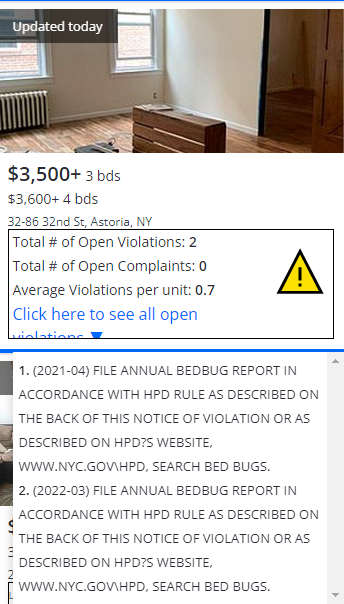 Updated today
$3,500+ 3 bds
$3,600+ 4 bds
32-86 32nd St, Astoria, NY
Total # of Open Violations: 2
Total # of Open Complaints: 0
Average Violations per unit: 0.7
Click here to see all open
violations ▼
1. (2021-04) FILE ANNUAL BEDBUG REPORT IN
ACCORDANCE WITH HPD RULE AS DESCRIBED ON
THE BACK OF THIS NOTICE OF VIOLATION OR AS
DESCRIBED ON HPD?S WEBSITE,
WWW.NYC.GOV\HPD, SEARCH BED BUGS.
2. (2022-03) FILE ANNUAL BEDBUG REPORT IN
ACCORDANCE WITH HPD RULE AS DESCRIBED ON
THE BACK OF THIS NOTICE OF VIOLATION OR AS
DESCRIBED ON HPD?S WEBSITE,
WWW.NYC.GOV\HPD, SEARCH BED BUGS.